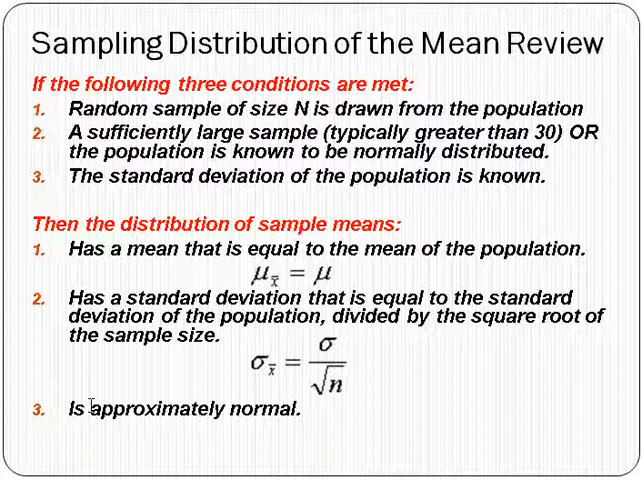 Sampling Distribution of the Mean Review
If the following three conditions are met:
1. Random sample of size N is drawn from the population
2. A sufficiently large sample (typically greater than 30) OR
the population is known to be normally distributed.
3. The standard deviation of the population is known.
Then the distribution of sample means:
1. Has a mean that is equal to the mean of the population.
μ_x̄ = μ
2. Has a standard deviation that is equal to the standard
deviation of the population, divided by the square root of
the sample size.
σ_x̄ = σ / √n
3. Is approximately normal.